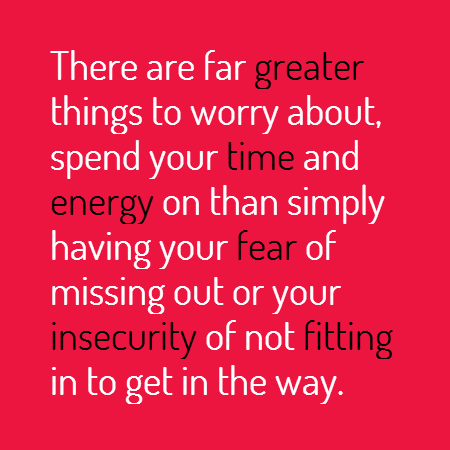 There are far greater
things to worry about,
spend your time and
energy on than simply
having your fear of
missing out or your
insecurity of not fitting
in to get in the way.